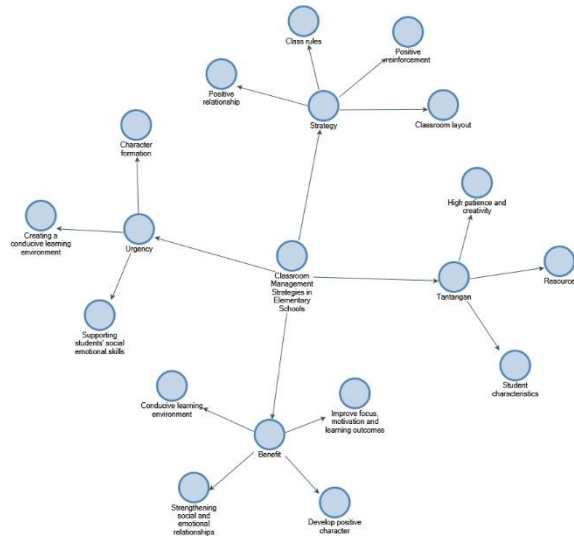 Class rules
Positive
reinforcement
Positive
relationship
Strategy
Classroom layout
Character
formation
High patience and
creativity
Creating a
conducive learning
environment
Urgency
Classroom
Management
Strategies in
Elementary
Schools
Tantangan
Resource
Supporting
students' social
emotional skills
Student
characteristics
Conducive learning
environment
Improve focus,
motivation and
learning outcomes
Benefit
Strengthening
social and
emotional
relationships
Develop positive
character